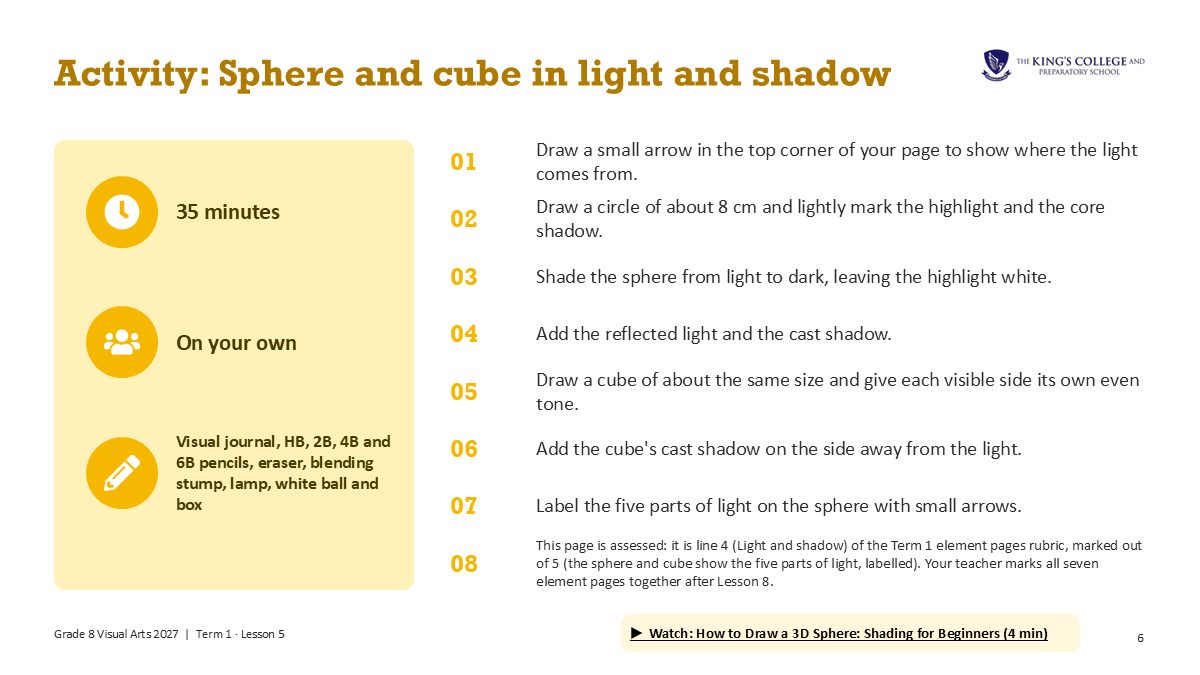 Activity: Sphere and cube in light and shadow
THE KING'S COLLEGE AND
PREPARATORY SCHOOL
35 minutes
On your own
Visual journal, HB, 2B, 4B and
6B pencils, eraser, blending
stump, lamp, white ball and
box
01
Draw a small arrow in the top corner of your page to show where the light
comes from.
02
Draw a circle of about 8 cm and lightly mark the highlight and the core
shadow.
03
Shade the sphere from light to dark, leaving the highlight white.
04
Add the reflected light and the cast shadow.
05
Draw a cube of about the same size and give each visible side its own even
tone.
06
Add the cube's cast shadow on the side away from the light.
07
Label the five parts of light on the sphere with small arrows.
08
This page is assessed: it is line 4 (Light and shadow) of the Term 1 element pages rubric, marked out
of 5 (the sphere and cube show the five parts of light, labelled). Your teacher marks all seven
element pages together after Lesson 8.
Grade 8 Visual Arts 2027 | Term 1 · Lesson 5
▶ Watch: How to Draw a 3D Sphere: Shading for Beginners (4 min)
6